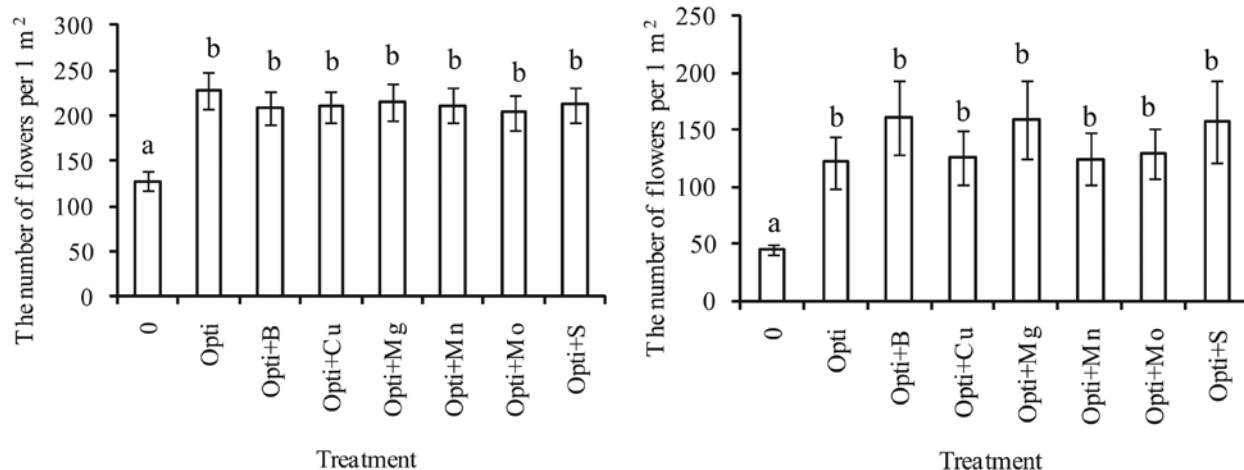 The number of flowers per 1 m²
300
250
200
150
100
50
0
a
b
b
b
b
b
b
b
0
Opti
Opti+B
Opti+Cu
Opti+Mg
Opti+Mn
Opti+Mo
Opti+S
Treatment
The number of flowers per 1 m²
250
200
150
100
50
0
a
b
b
b
b
b
b
b
0
Opti
Opti+B
Opti+Cu
Opti+Mg
Opti+Mn
Opti+Mo
Opti+S
Treatment